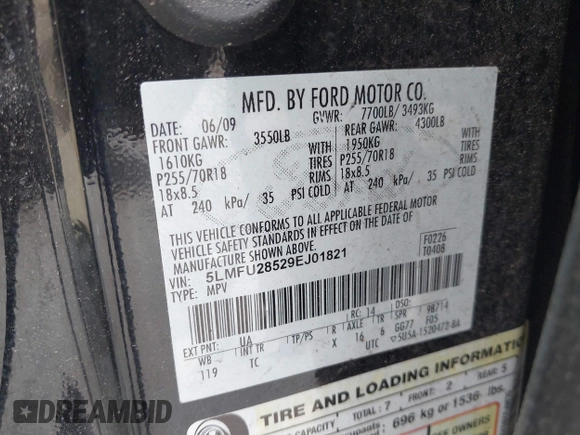 MFD. BY FORD MOTOR CO.
DATE: 06/09 GVWR: 7700LB/ 3493KG
FRONT GAWR: 3550LB REAR GAWR: 4300LB
1610KG WITH 1950KG WITH
P255/70R18 TIRES P255/70R18 TIRES
18x8.5 RIMS 18x8.5 RIMS
AT 240 kPa/ 35 PSI COLD AT 240 kPa/ 35 PSI COLD
THIS VEHICLE CONFORMS TO ALL APPLICABLE FEDERAL MOTOR
VEHICLE SAFETY STANDARDS IN EFFECT ON THE DATE OF
MANUFACTURE SHOWN ABOVE.
VIN: 5LMFU28529EJ01821
TYPE: MPV
F0226
T0408
EXT PNT: UA RC: 14 DSO:
WB INT TR TP/PS R AXLE TR SPR 98714
119 TC X 16 6 GG77 F05
UTC 5U5A-1520472-BA
TIRE AND LOADING INFORMATION
CAPACITY TOTAL: 7 FRONT: 2 REAR: 5
696 kg or 1536 lbs.
OWNERS
DREAMBID